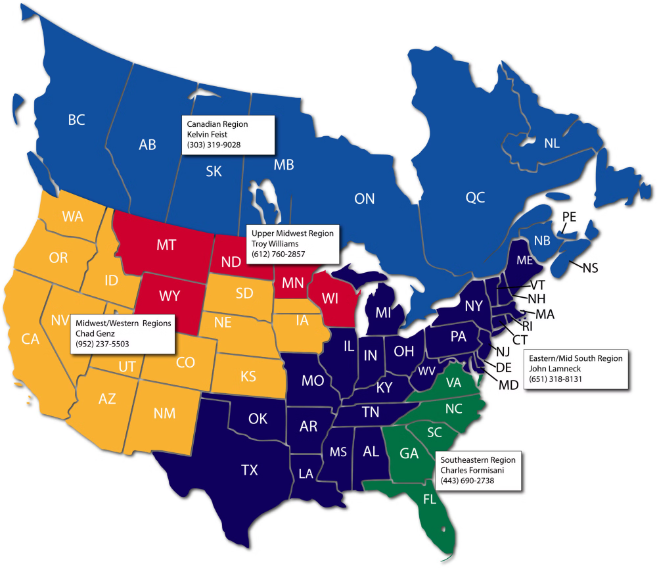 BC
AB
SK
MB
ON
QC
NL
NB
PE
NS
Canadian Region
Kelvin Feist
(303) 319-9028
WA
OR
ID
MT
ND
WY
SD
MN
WI
Upper Midwest Region
Troy Williams
(612) 760-2857
CA
NV
UT
AZ
CO
NM
NE
KS
IA
Midwest/Western Regions
Chad Genz
(952) 237-5503
MI
IL
IN
OH
KY
MO
WV
PA
NY
ME
VT
NH
MA
RI
CT
NJ
DE
MD
Eastern/Mid South Region
John Lamneck
(651) 318-8131
TN
OK
AR
TX
LA
MS
AL
VA
NC
SC
GA
FL
Southeastern Region
Charles Formisani
(443) 690-2738